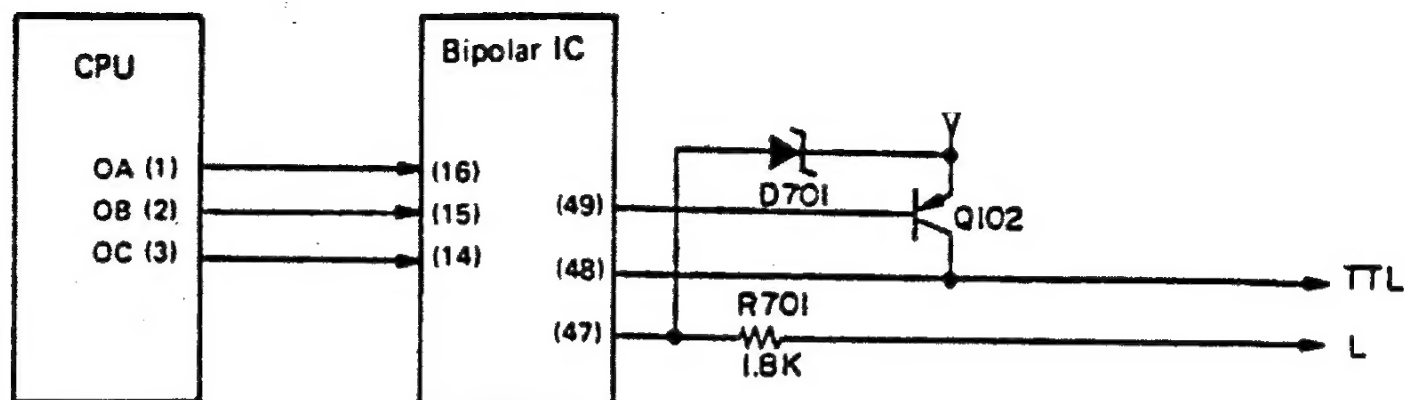 CPU
Bipolar IC
OA (1)
(16)
OB (2)
(15)
(49)
D701
Q102
OC (3)
(14)
(48)
TTL
R701
(47)
1.8K
L